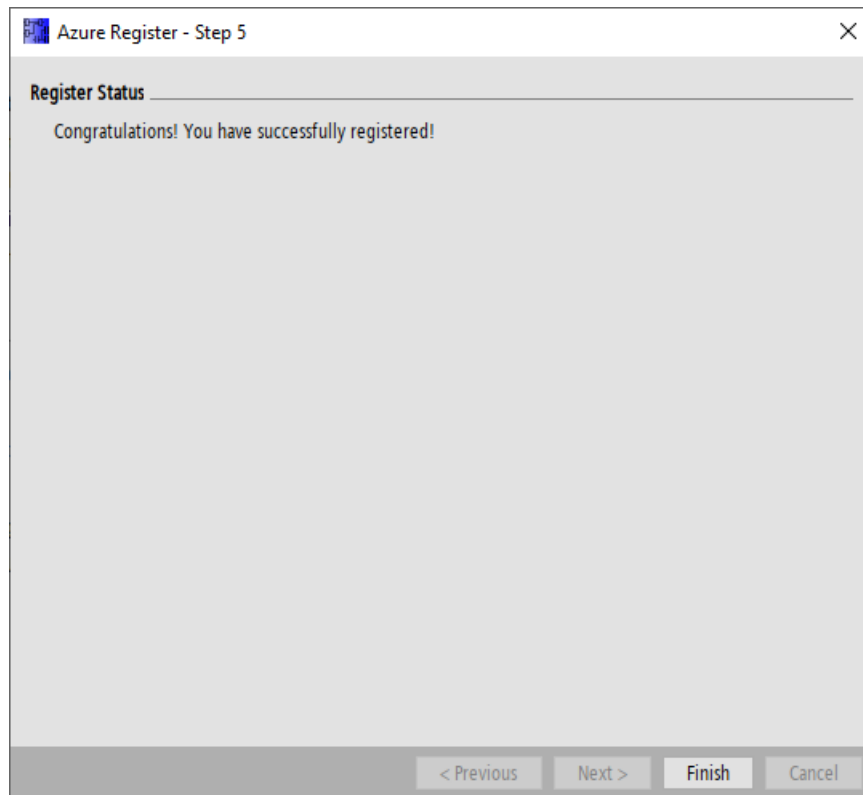 Azure Register - Step 5
Register Status
Congratulations! You have successfully registered!
< Previous
Next >
Finish
Cancel